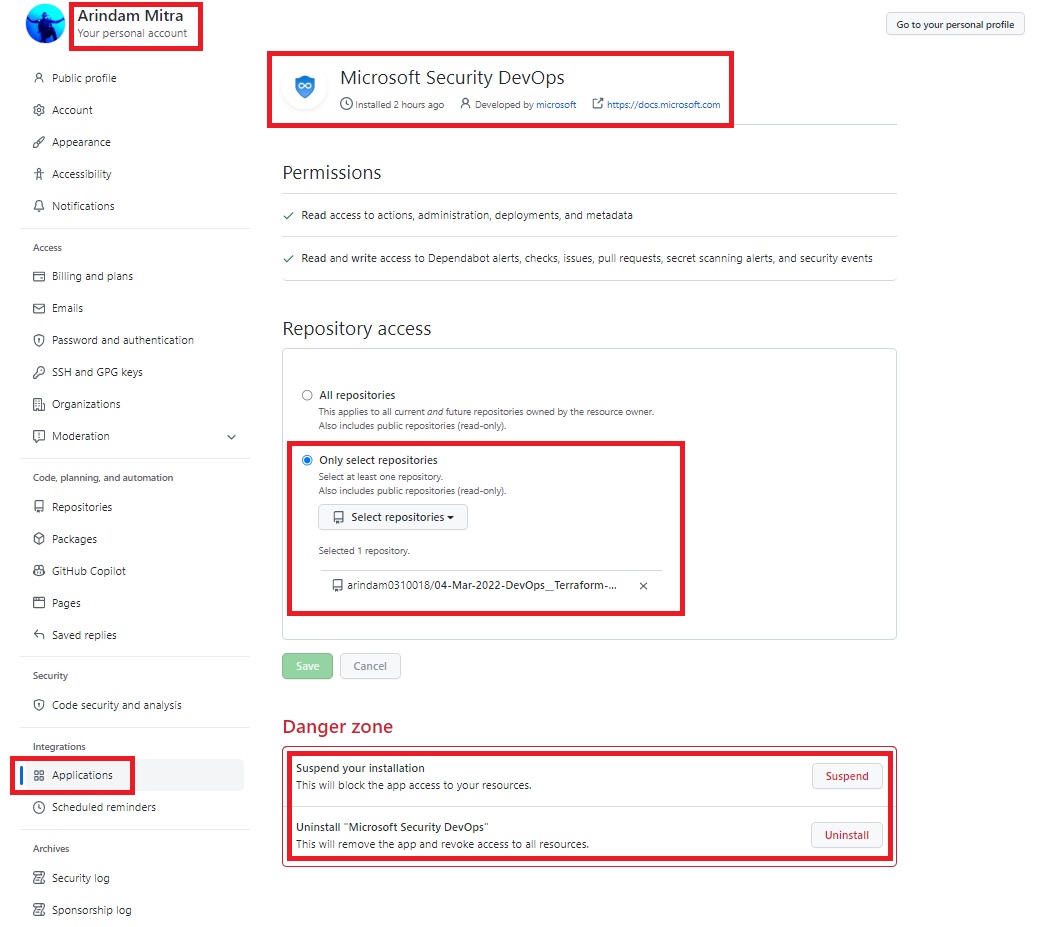 Arindam Mitra
Your personal account
Go to your personal profile
Public profile
Account
Appearance
Accessibility
Notifications
Access
Billing and plans
Emails
Password and authentication
SSH and GPG keys
Organizations
Moderation
Code, planning, and automation
Repositories
Packages
GitHub Copilot
Pages
Saved replies
Security
Code security and analysis
Integrations
Applications
Scheduled reminders
Archives
Security log
Sponsorship log
Microsoft Security DevOps
Installed 2 hours ago Developed by microsoft https://docs.microsoft.com
Permissions
Read access to actions, administration, deployments, and metadata
Read and write access to Dependabot alerts, checks, issues, pull requests, secret scanning alerts, and security events
Repository access
All repositories
This applies to all current and future repositories owned by the resource owner.
Also includes public repositories (read-only).
Only select repositories
Select at least one repository.
Also includes public repositories (read-only).
Select repositories
Selected 1 repository.
arindam0310018/04-Mar-2022-DevOps__Terraform-...
Save Cancel
Danger zone
Suspend your installation
This will block the app access to your resources.
Suspend
Uninstall "Microsoft Security DevOps"
This will remove the app and revoke access to all resources.
Uninstall